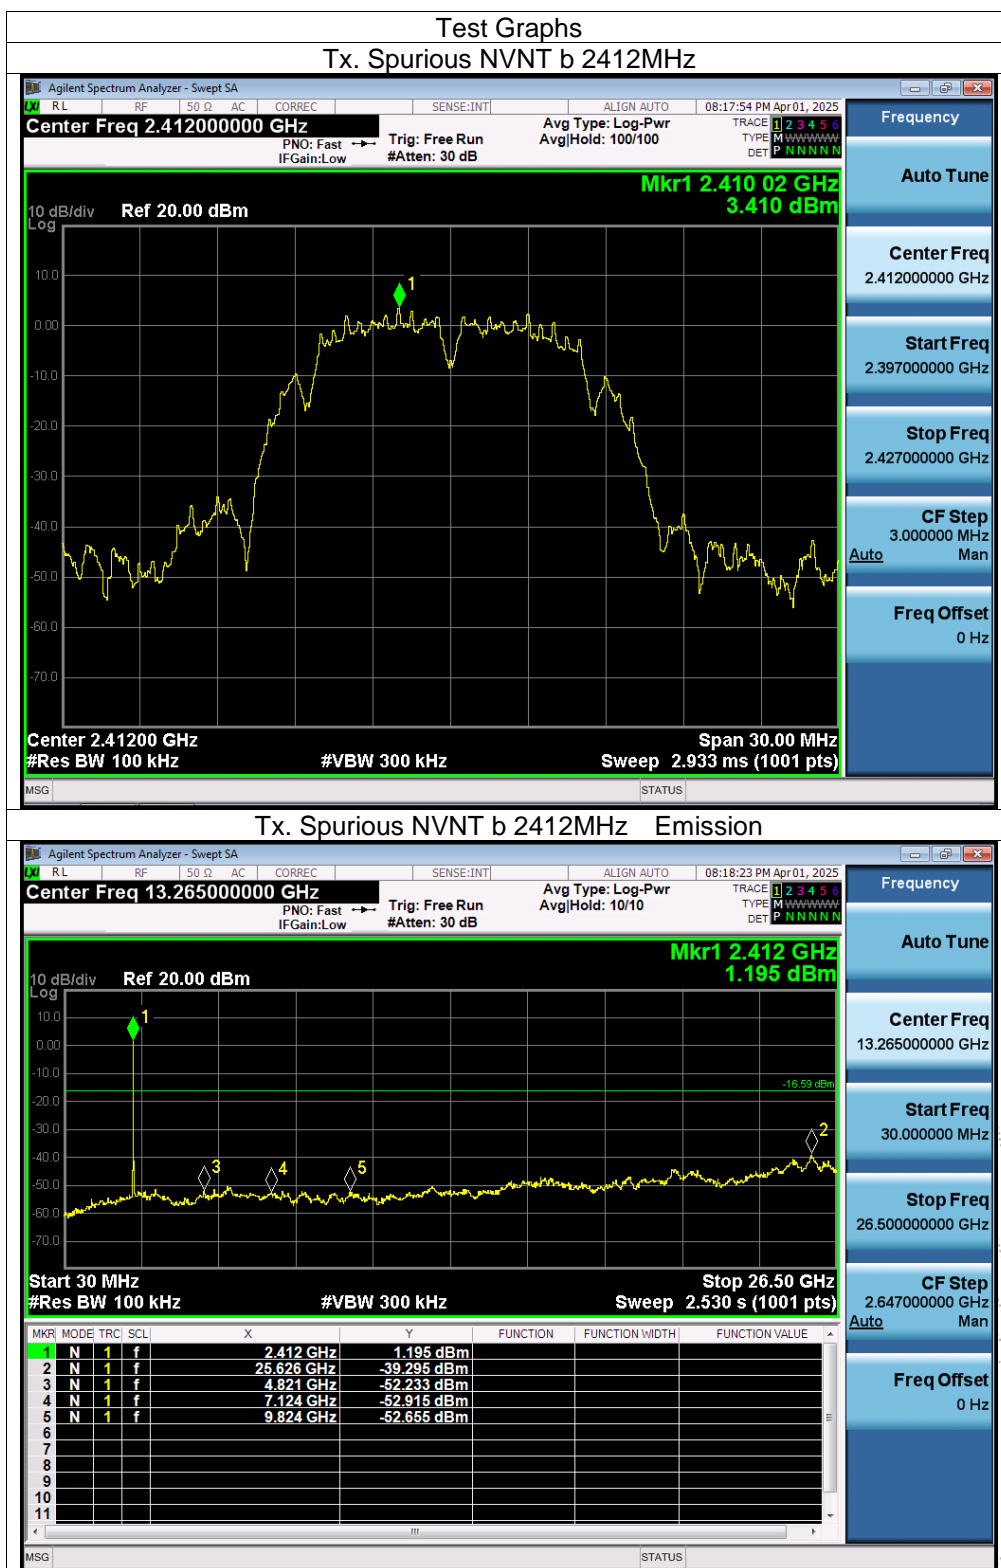 Test Graphs
Tx. Spurious NVNT b 2412MHz
Agilent Spectrum Analyzer - Swept SA
LXI RL RF 50 Ω AC CORREC SENSE:INT ALIGN AUTO 08:17:54 PM Apr 01, 2025
Center Freq 2.412000000 GHz
PNO: Fast
IFGain:Low
Trig: Free Run
#Atten: 30 dB
Avg Type: Log-Pwr
Avg|Hold: 100/100
TRACE 1 2 3 4 5 6
TYPE M W W W W W
DET P N N N N N
Mkr1 2.410 02 GHz
3.410 dBm
10 dB/div Ref 20.00 dBm
Log
1
10.0
0.00
-10.0
-20.0
-30.0
-40.0
-50.0
-60.0
-70.0
Center 2.41200 GHz Span 30.00 MHz
#Res BW 100 kHz #VBW 300 kHz Sweep 2.933 ms (1001 pts)
MSG STATUS
Frequency
Auto Tune
Center Freq
2.412000000 GHz
Start Freq
2.397000000 GHz
Stop Freq
2.427000000 GHz
CF Step
3.000000 MHz
Auto Man
Freq Offset
0 Hz
Tx. Spurious NVNT b 2412MHz Emission
Agilent Spectrum Analyzer - Swept SA
LXI RL RF 50 Ω AC CORREC SENSE:INT ALIGN AUTO 08:18:23 PM Apr 01, 2025
Center Freq 13.265000000 GHz
PNO: Fast
IFGain:Low
Trig: Free Run
#Atten: 30 dB
Avg Type: Log-Pwr
Avg|Hold: 10/10
TRACE 1 2 3 4 5 6
TYPE M W W W W W
DET P N N N N N
Mkr1 2.412 GHz
1.195 dBm
10 dB/div Ref 20.00 dBm
Log
10.0
0.00
-10.0
-20.0
-30.0
-40.0
-50.0
-60.0
-70.0
1
-16.59 dBm
2
3
4
5
Start 30 MHz Stop 26.50 GHz
#Res BW 100 kHz #VBW 300 kHz Sweep 2.530 s (1001 pts)
MKR MODE TRC SCL X Y FUNCTION FUNCTION WIDTH FUNCTION VALUE
1 N 1 f 2.412 GHz 1.195 dBm
2 N 1 f 25.626 GHz -39.295 dBm
3 N 1 f 4.821 GHz -52.233 dBm
4 N 1 f 7.124 GHz -52.915 dBm
5 N 1 f 9.824 GHz -52.655 dBm
6
7
8
9
10
11
MSG STATUS
Frequency
Auto Tune
Center Freq
13.265000000 GHz
Start Freq
30.000000 MHz
Stop Freq
26.500000000 GHz
CF Step
2.647000000 GHz
Auto Man
Freq Offset
0 Hz